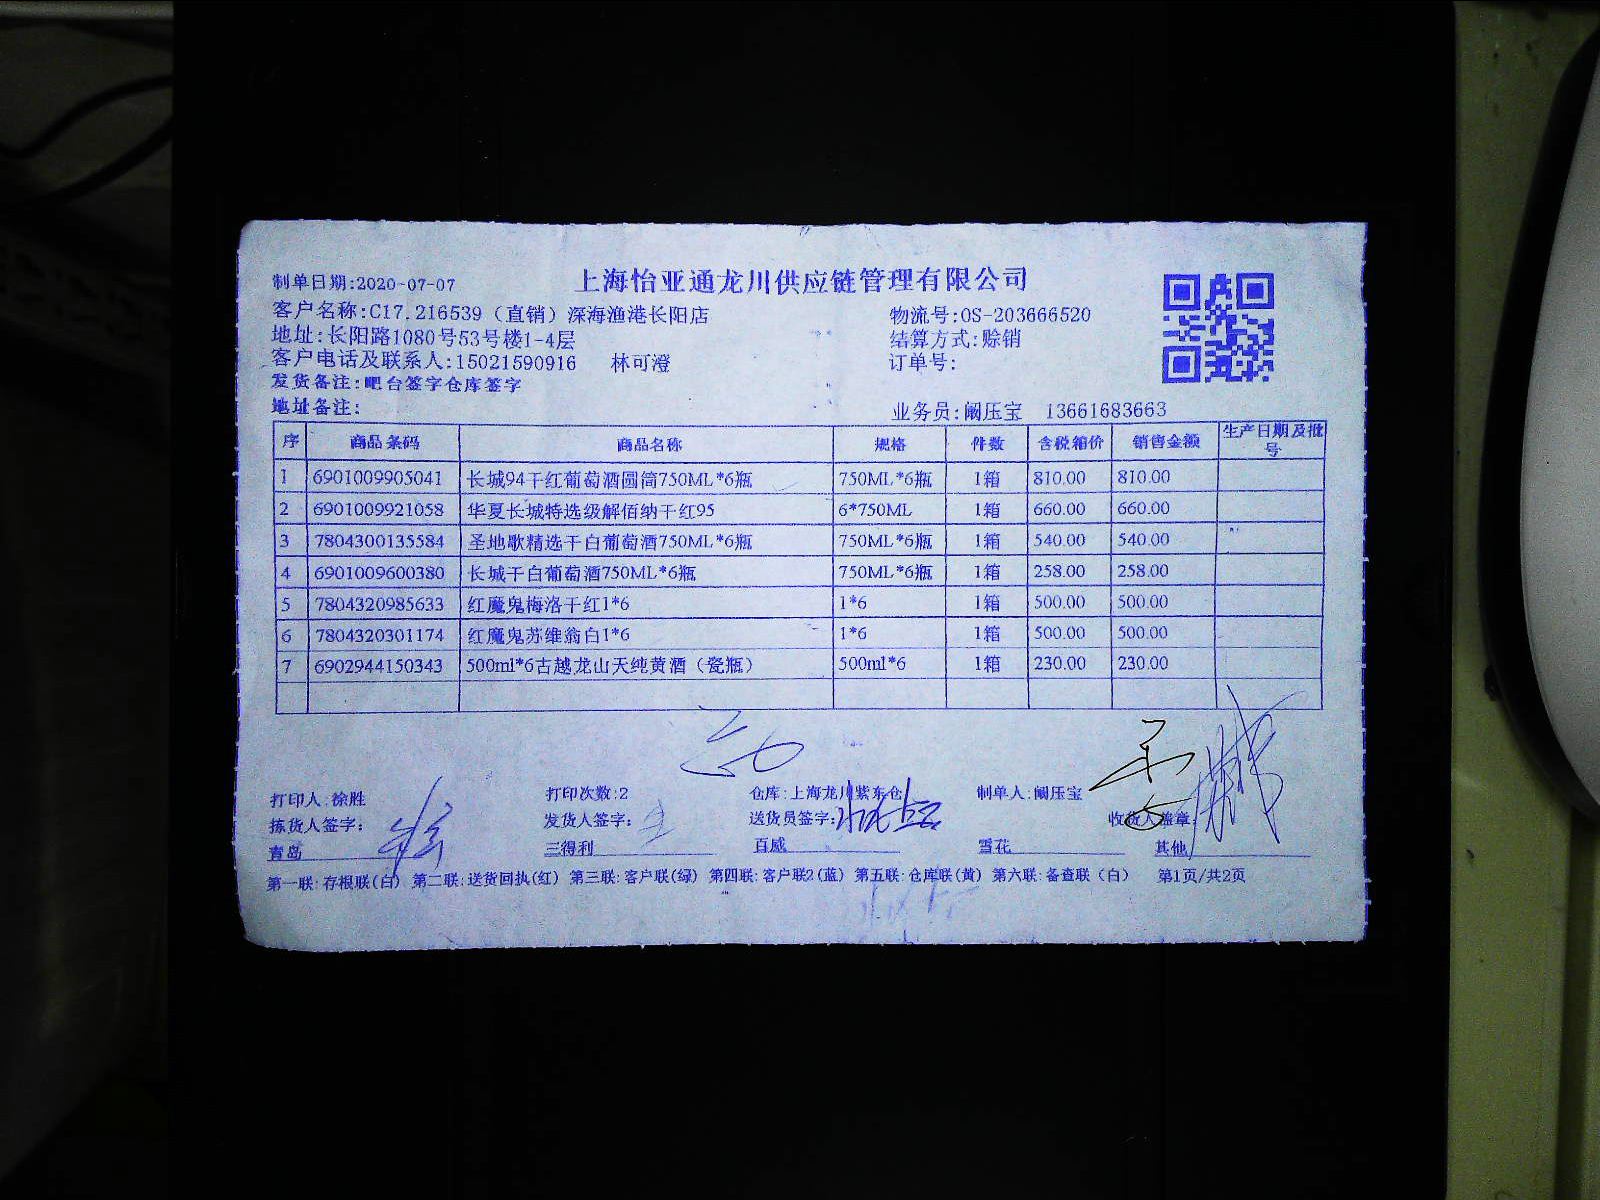 制单日期:2020-07-07 上海怡亚通龙川供应链管理有限公司
客户名称:C17.216539（直销）深海渔港长阳店 物流号:OS-203666520
地址:长阳路1080号53号楼1-4层 结算方式:赊销
客户电话及联系人:15021590916 林可澄 订单号:
发货备注:吧台签字仓库签字
地址备注: 业务员:阚压宝 13661683663
序 商品条码 商品名称 规格 件数 含税箱价 销售金额 生产日期及批号
1 6901009905041 长城94干红葡萄酒圆筒750ML*6瓶 750ML*6瓶 1箱 810.00 810.00
2 6901009921058 华夏长城特选级解佰纳干红95 6*750ML 1箱 660.00 660.00
3 7804300135584 圣地歌精选干白葡萄酒750ML*6瓶 750ML*6瓶 1箱 540.00 540.00
4 6901009600380 长城干白葡萄酒750ML*6瓶 750ML*6瓶 1箱 258.00 258.00
5 7804320985633 红魔鬼梅洛干红1*6 1*6 1箱 500.00 500.00
6 7804320301174 红魔鬼苏维翁白1*6 1*6 1箱 500.00 500.00
7 6902944150343 500ml*6古越龙山天纯黄酒（瓷瓶） 500ml*6 1箱 230.00 230.00
打印人:徐胜 打印次数:2 仓库:上海龙川紫东仓 制单人:阚压宝
拣货人签字: 发货人签字: 送货员签字: 收货人盖章:
青岛 三得利 百威 雪花 其他
第一联:存根联(白) 第二联:送货回执(红) 第三联:客户联(绿) 第四联:客户联2(蓝) 第五联:仓库联(黄) 第六联:备查联（白） 第1页/共2页